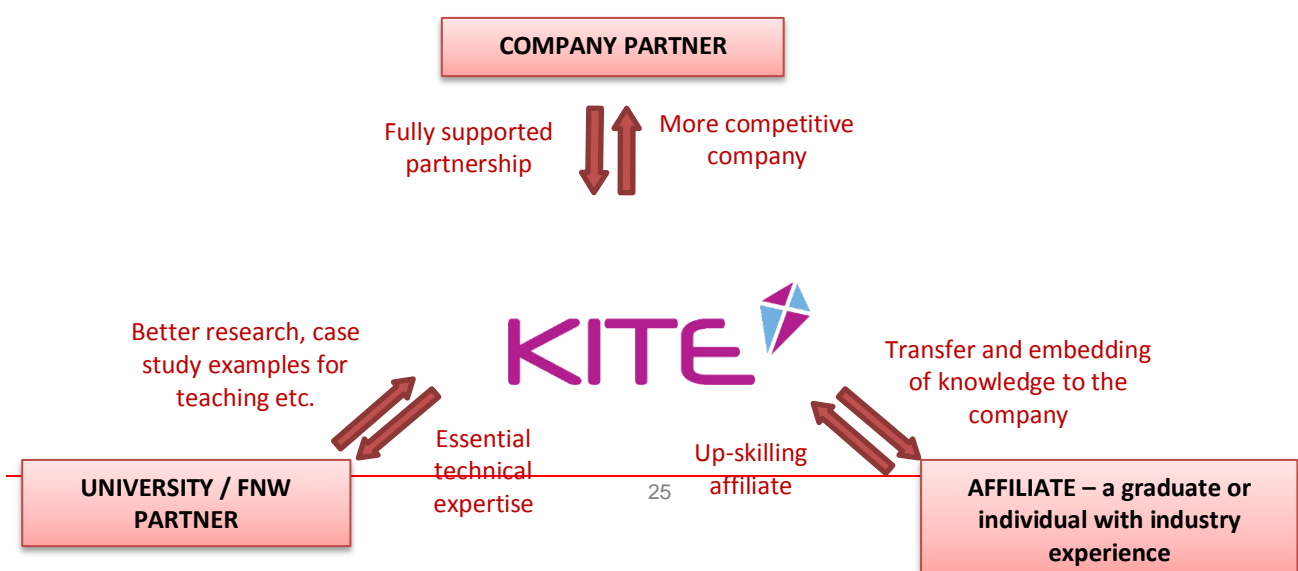 COMPANY PARTNER
Fully supported
partnership
More competitive
company
KITE
Better research, case
study examples for
teaching etc.
Transfer and embedding
of knowledge to the
company
Essential
technical
expertise
Up-skilling
affiliate
25
UNIVERSITY / FNW
PARTNER
AFFILIATE – a graduate or
individual with industry
experience